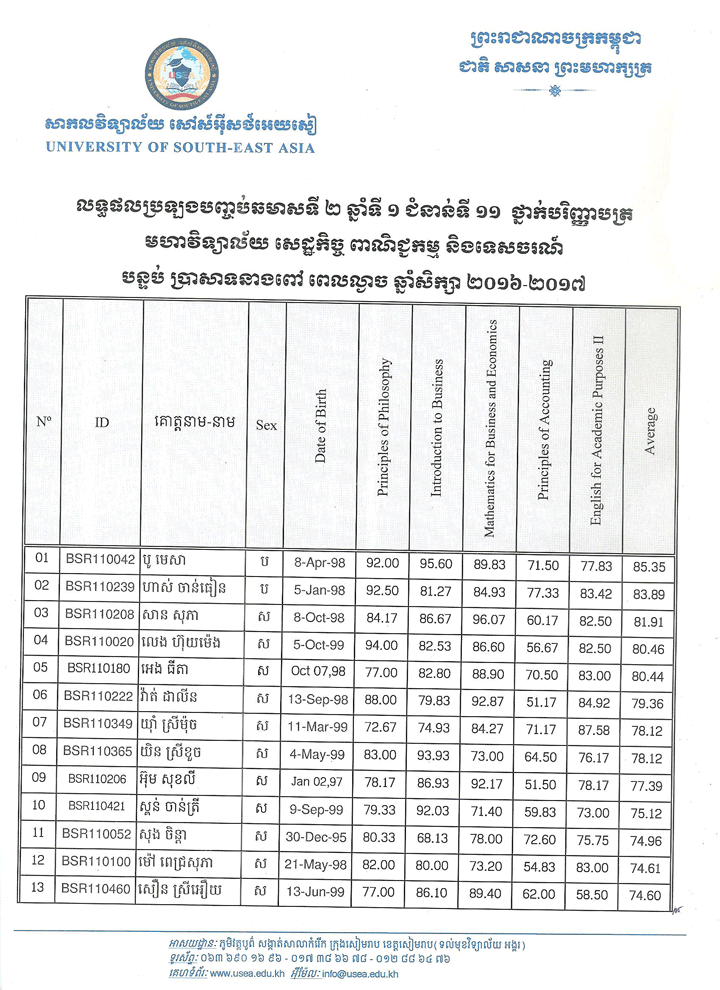 ព្រះរាជាណាចក្រកម្ពុជា
ជាតិ សាសនា ព្រះមហាក្សត្រ
USEA
សាកលវិទ្យាល័យ សៅស៍អ៊ីសថ៍អេយសៀ
UNIVERSITY OF SOUTH-EAST ASIA
លទ្ធផលប្រឡងបញ្ចប់ឆមាសទី ២ ឆ្នាំទី ១ ជំនាន់ទី ១១ ថ្នាក់បរិញ្ញាបត្រ
មហាវិទ្យាល័យ សេដ្ឋកិច្ច ពាណិជ្ជកម្ម និងទេសចរណ៍
បន្ទប់ ប្រាសាទនាងពៅ ពេលល្ងាច ឆ្នាំសិក្សា ២០១៦-២០១៧
Nº ID គោត្តនាម-នាម Sex Date of Birth Principles of Philosophy Introduction to Business Mathematics for Business and Economics Principles of Accounting English for Academic Purposes II Average
01 BSR110042 បូ មេសា ប 8-Apr-98 92.00 95.60 89.83 71.50 77.83 85.35
02 BSR110239 ហាស់ ចាន់ធឿន ប 5-Jan-98 92.50 81.27 84.93 77.33 83.42 83.89
03 BSR110208 សាន សុភា ស 8-Oct-98 84.17 86.67 96.07 60.17 82.50 81.91
04 BSR110020 លេង ហ៊ុយម៉េង ស 5-Oct-99 94.00 82.53 86.60 56.67 82.50 80.46
05 BSR110180 អេង ធីតា ស Oct 07,98 77.00 82.80 88.90 70.50 83.00 80.44
06 BSR110222 វ៉ាត់ ដាលីន ស 13-Sep-98 88.00 79.83 92.87 51.17 84.92 79.36
07 BSR110349 យ៉ាំ ស្រីម៉ុច ស 11-Mar-99 72.67 74.93 84.27 71.17 87.58 78.12
08 BSR110365 យិន ស្រីខួច ស 4-May-99 83.00 93.93 73.00 64.50 76.17 78.12
09 BSR110206 អ៊ុម សុខលី ស Jan 02,97 78.17 86.93 92.17 51.50 78.17 77.39
10 BSR110421 ស្គន់ ចាន់ត្រី ស 9-Sep-99 79.33 92.03 71.40 59.83 73.00 75.12
11 BSR110052 សុង ចិន្តា ស 30-Dec-95 80.33 68.13 78.00 72.60 75.75 74.96
12 BSR110100 ម៉ៅ ពេជ្រសុភា ស 21-May-98 82.00 80.00 73.20 54.83 83.00 74.61
13 BSR110460 សឿន ស្រីអឿយ ស 13-Jun-99 77.00 86.10 89.40 62.00 58.50 74.60
អាសយដ្ឋាន: ភូមិវត្តបូព៌ សង្កាត់សាលាកំរើក ក្រុងសៀមរាប ខេត្តសៀមរាប( ទល់មុខវិទ្យាល័យ អង្គរ )
ទូរស័ព្ទ: ០៦៣ ៦៩០ ១៦ ៩៦ - ០១៧ ៣៨ ៦៦ ៧៨ - ០១២ ៨៨ ៦៤ ៧៦
គេហទំព័រ: www.usea.edu.kh អ៊ីម៉ែល: info@usea.edu.kh